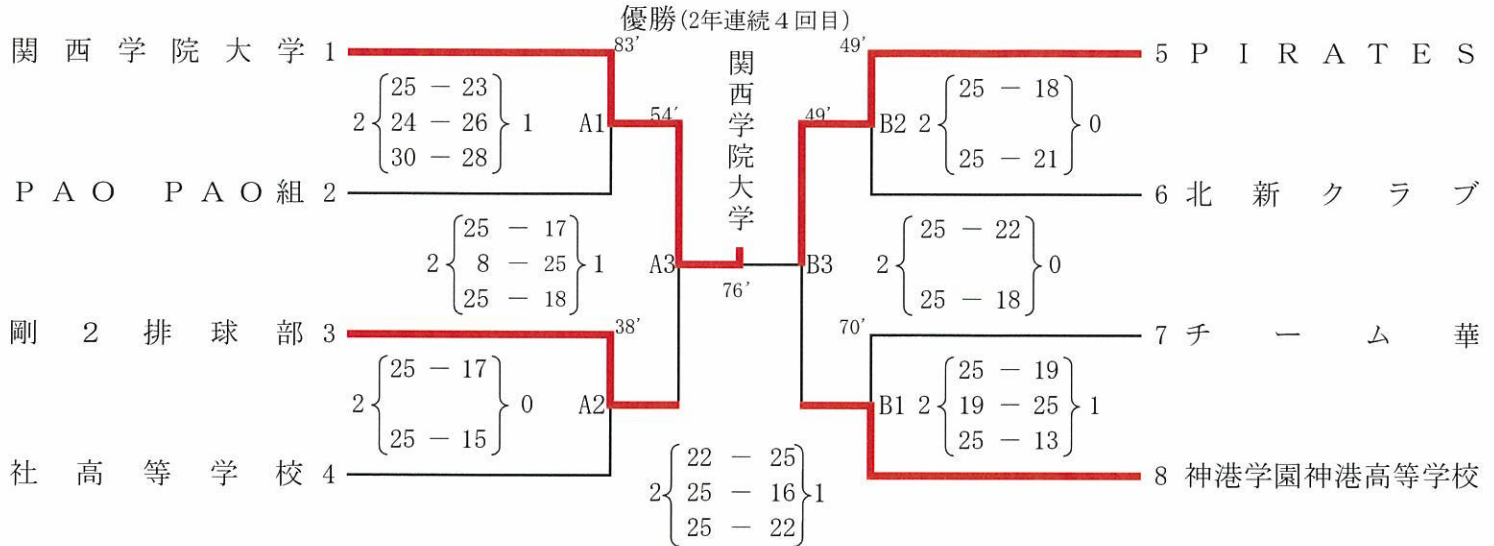 優勝(2年連続4回目)
関西学院大学 1 83' 49' 5 PIRATES
関西学院大学
25 － 23
24 － 26
30 － 28
2 1 A1 54'
49' B2 2 0
25 － 18
25 － 21
PAO PAO組 2
6 北新クラブ
25 － 17
8 － 25
25 － 18
2 1 A3
76'
B3 2 0
25 － 22
25 － 18
剛2排球部 3 38'
70' 7 チーム華
25 － 17
25 － 15
2 0 A2
B1 2 1
25 － 19
19 － 25
25 － 13
社高等学校 4
8 神港学園神港高等学校
22 － 25
2 25 － 16 1
25 － 22